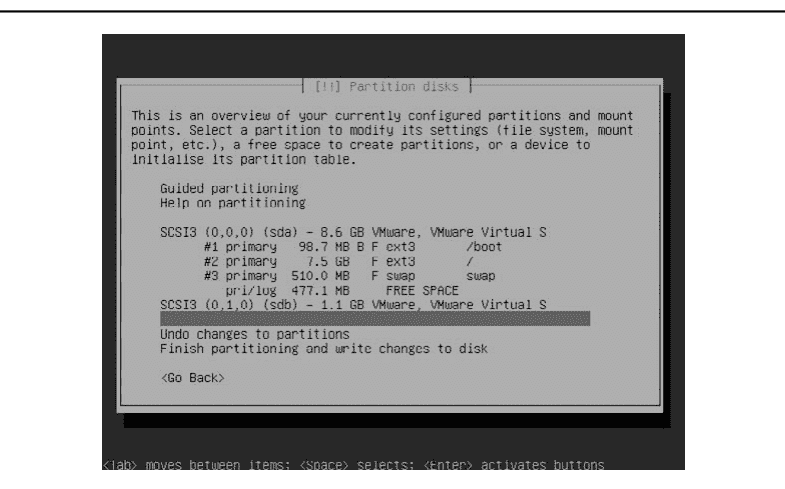 [!!] Partition disks
This is an overview of your currently configured partitions and mount
points. Select a partition to modify its settings (file system, mount
point, etc.), a free space to create partitions, or a device to
initialise its partition table.
Guided partitioning
Help on partitioning
SCSI3 (0,0,0) (sda) - 8.6 GB VMware, VMware Virtual S
#1 primary 98.7 MB B F ext3 /boot
#2 primary 7.5 GB F ext3 /
#3 primary 510.0 MB F swap swap
pri/log 477.1 MB FREE SPACE
SCSI3 (0,1,0) (sdb) - 1.1 GB VMware, VMware Virtual S
Undo changes to partitions
Finish partitioning and write changes to disk
<Go Back>
<Tab> moves between items; <Space> selects; <Enter> activates buttons